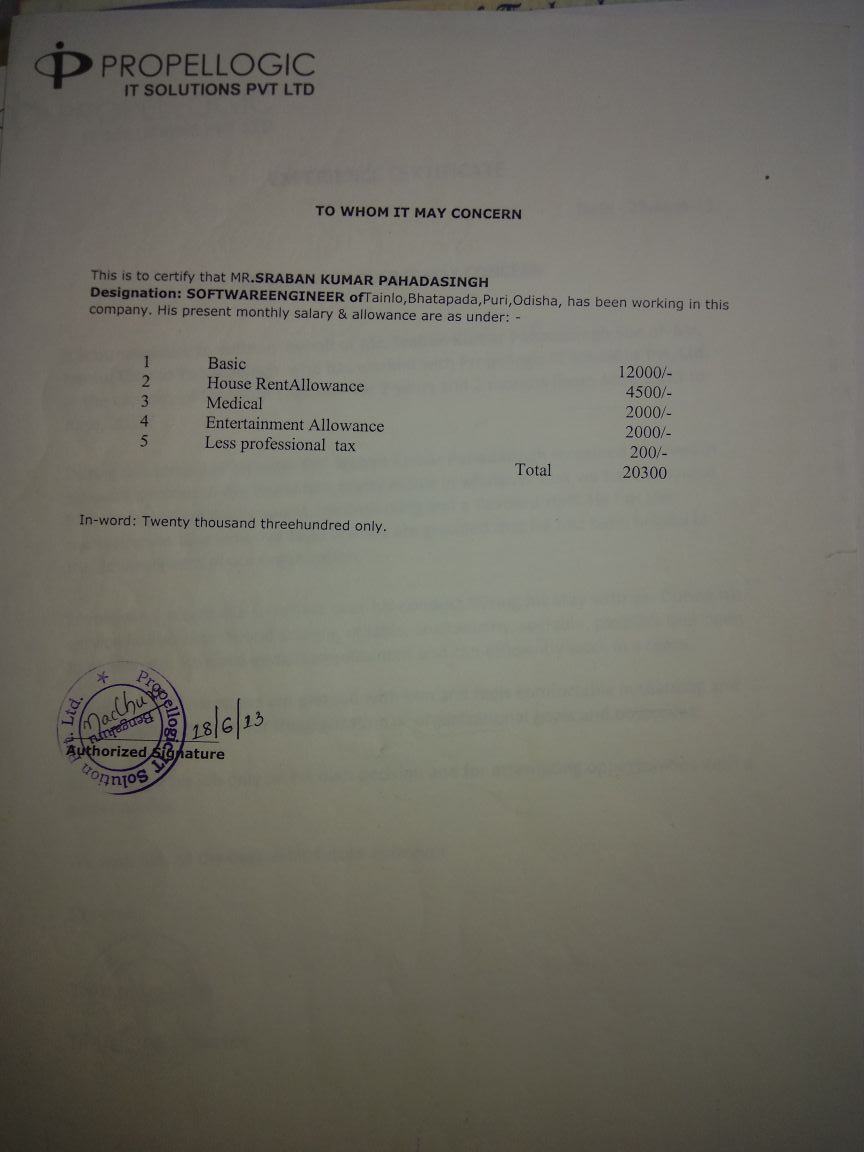 PROPELLOGIC
IT SOLUTIONS PVT LTD
TO WHOM IT MAY CONCERN
This is to certify that MR.SRABAN KUMAR PAHADASINGH
Designation: SOFTWAREENGINEER ofTainlo,Bhatapada,Puri,Odisha, has been working in this
company. His present monthly salary & allowance are as under: -
1 Basic 12000/-
2 House RentAllowance 4500/-
3 Medical 2000/-
4 Entertainment Allowance 2000/-
5 Less professional tax 200/-
Total 20300
In-word: Twenty thousand threehundred only.
Propellogic IT Solution Pvt. Ltd. *
Bengaluru
Madhu
18/6/13
Authorized Signature